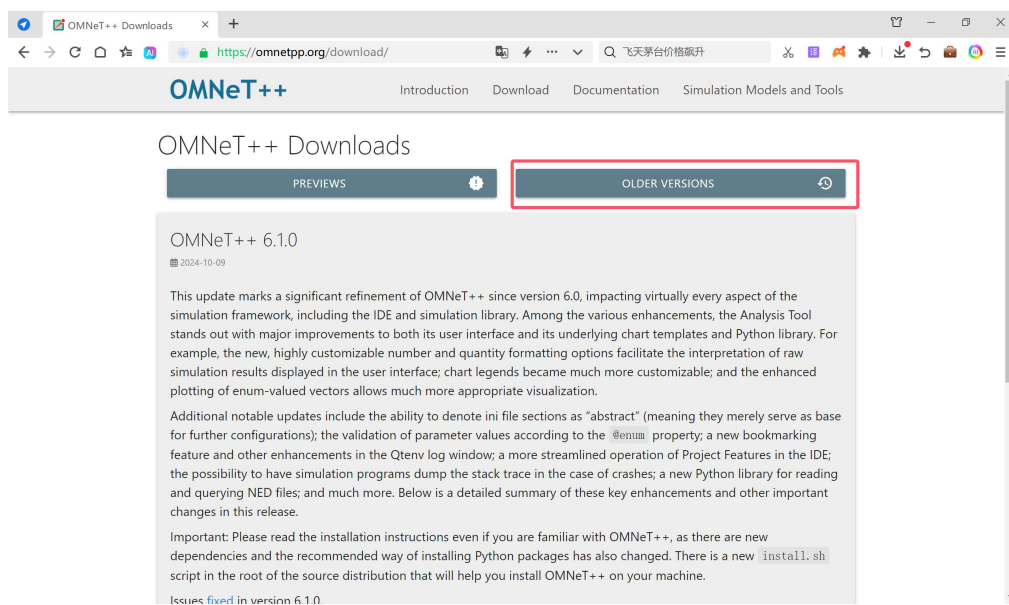 OMNeT++ Downloads
https://omnetpp.org/download/
飞天茅台价格飙升
OMNeT++
Introduction Download Documentation Simulation Models and Tools
OMNeT++ Downloads
PREVIEWS
OLDER VERSIONS
OMNeT++ 6.1.0
2024-10-09
This update marks a significant refinement of OMNeT++ since version 6.0, impacting virtually every aspect of the
simulation framework, including the IDE and simulation library. Among the various enhancements, the Analysis Tool
stands out with major improvements to both its user interface and its underlying chart templates and Python library. For
example, the new, highly customizable number and quantity formatting options facilitate the interpretation of raw
simulation results displayed in the user interface; chart legends became much more customizable; and the enhanced
plotting of enum-valued vectors allows much more appropriate visualization.
Additional notable updates include the ability to denote ini file sections as “abstract” (meaning they merely serve as base
for further configurations); the validation of parameter values according to the @enum property; a new bookmarking
feature and other enhancements in the Qtenv log window; a more streamlined operation of Project Features in the IDE;
the possibility to have simulation programs dump the stack trace in the case of crashes; a new Python library for reading
and querying NED files; and much more. Below is a detailed summary of these key enhancements and other important
changes in this release.
Important: Please read the installation instructions even if you are familiar with OMNeT++, as there are new
dependencies and the recommended way of installing Python packages has also changed. There is a new install.sh
script in the root of the source distribution that will help you install OMNeT++ on your machine.
Issues fixed in version 6.1.0.